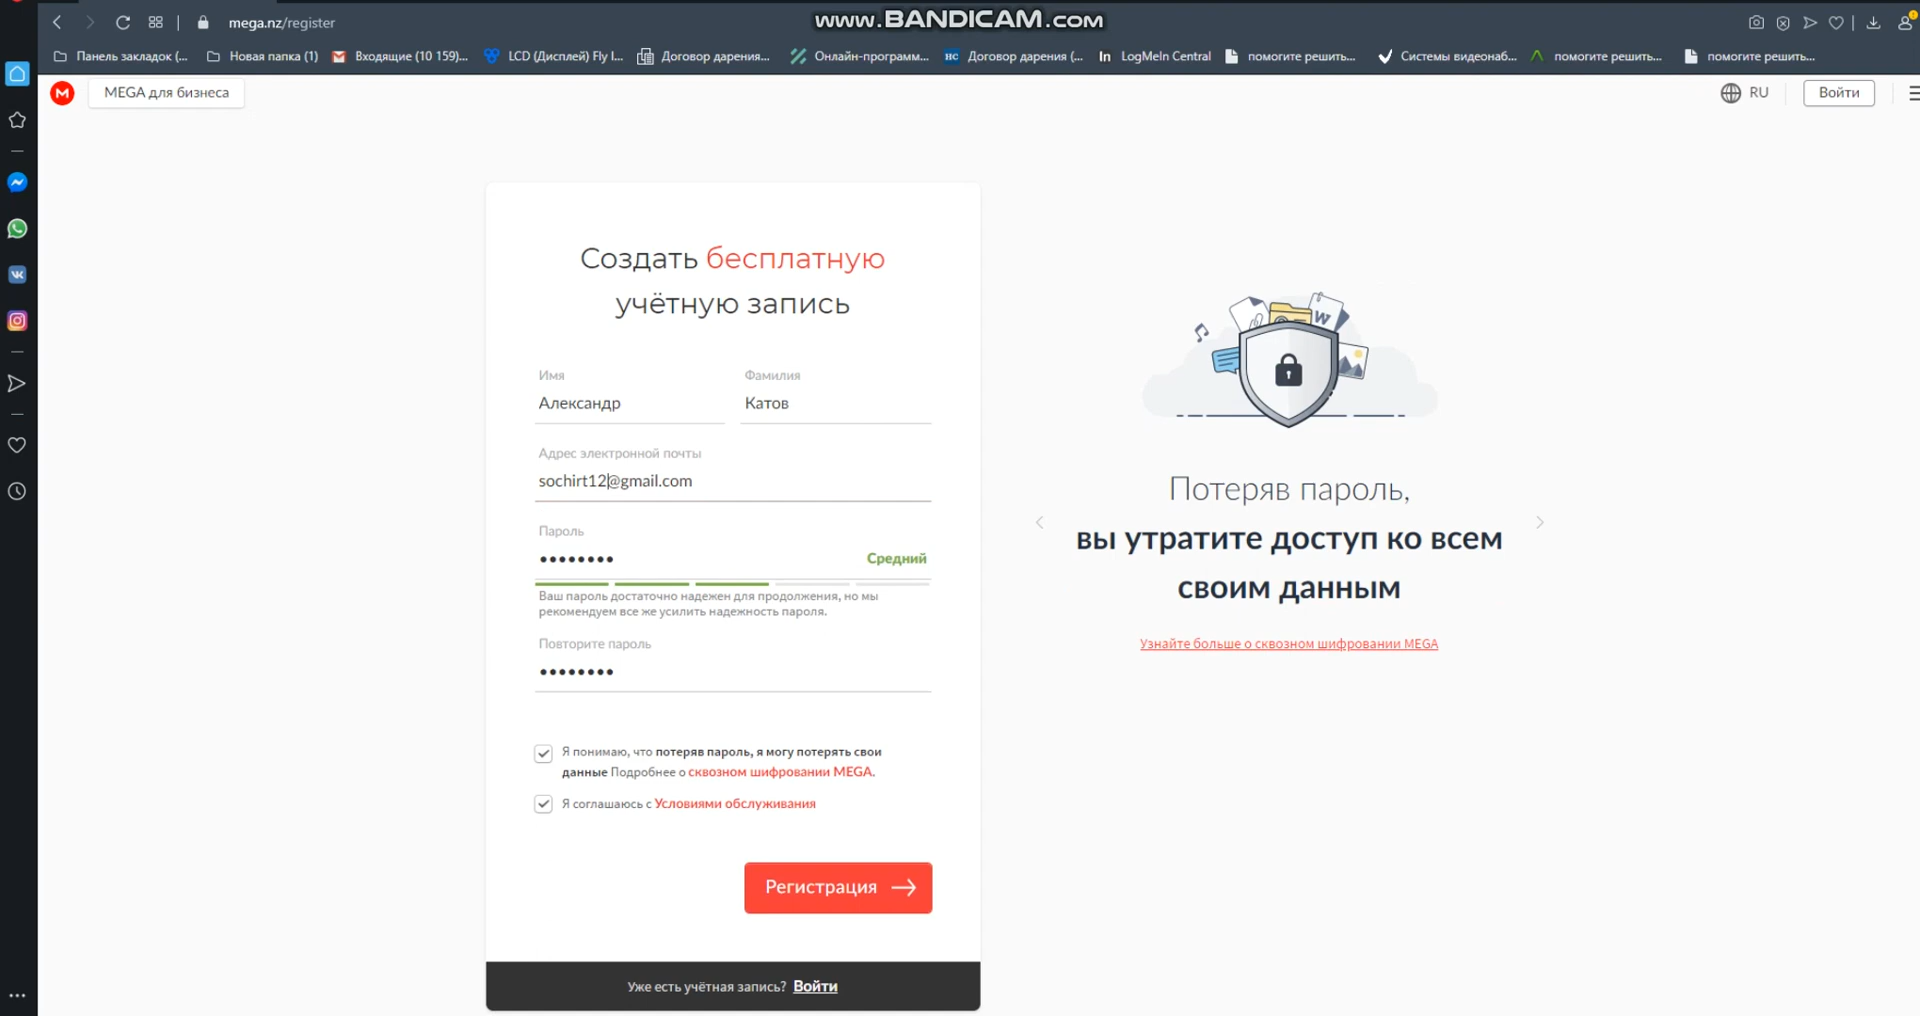 mega.nz/register
www.BANDICAM.com
Панель закладок (...
Новая папка (1)
Входящие (10 159)...
LCD (Дисплей) Fly I...
Договор дарения...
Онлайн-программ...
НС
Договор дарения (...
In
LogMeIn Central
помогите решить...
Системы видеонаб...
помогите решить...
помогите решить...
M
MEGA для бизнеса
RU
Войти
Создать бесплатную
учётную запись
Имя
Фамилия
Александр
Катов
Адрес электронной почты
sochirt12@gmail.com
Пароль
••••••••
Средний
Ваш пароль достаточно надежен для продолжения, но мы
рекомендуем все же усилить надежность пароля.
Повторите пароль
••••••••
Я понимаю, что потеряв пароль, я могу потерять свои
данные Подробнее о сквозном шифровании MEGA.
Я соглашаюсь с Условиями обслуживания
Регистрация
Уже есть учётная запись? Войти
W
Потеряв пароль,
вы утратите доступ ко всем
своим данным
Узнайте больше о сквозном шифровании MEGA